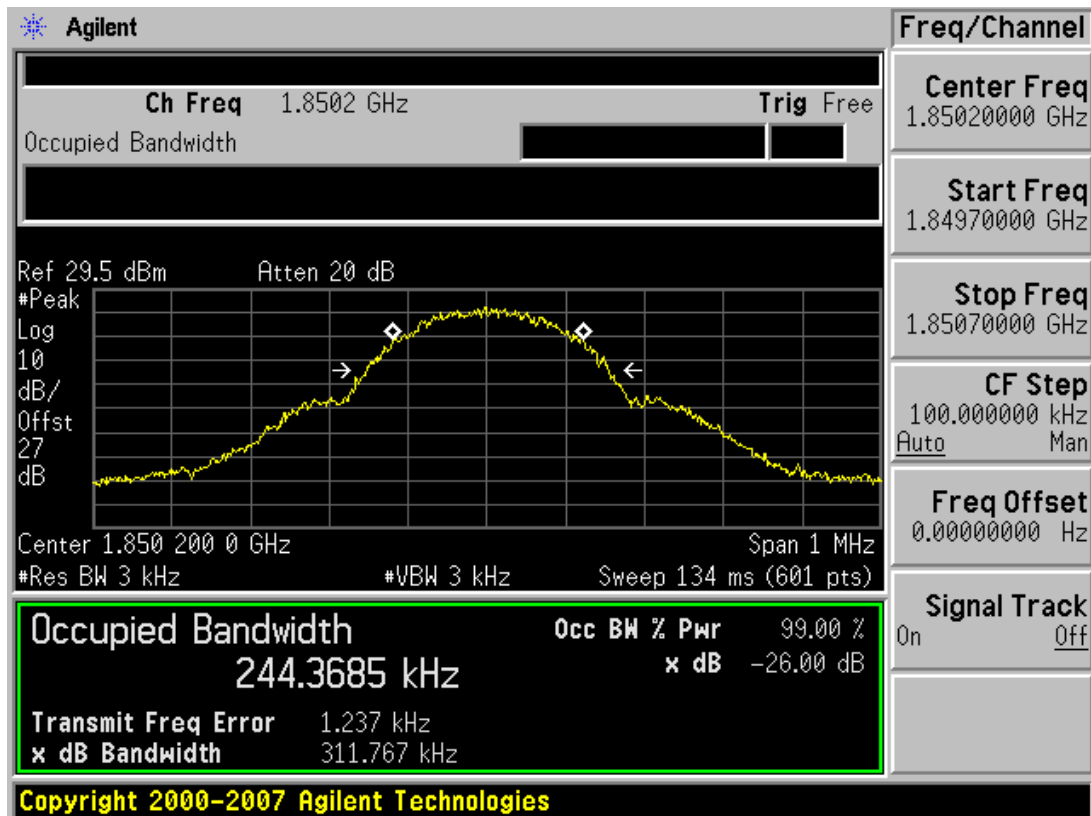 Agilent
Freq/Channel
Ch Freq 1.8502 GHz Trig Free
Occupied Bandwidth
Center Freq
1.85020000 GHz
Start Freq
1.84970000 GHz
Stop Freq
1.85070000 GHz
CF Step
100.000000 kHz
Auto Man
Freq Offset
0.00000000 Hz
Signal Track
On Off
Ref 29.5 dBm Atten 20 dB
#Peak
Log
10
dB/
Offst
27
dB
Center 1.850 200 0 GHz Span 1 MHz
#Res BW 3 kHz #VBW 3 kHz Sweep 134 ms (601 pts)
Occupied Bandwidth
244.3685 kHz
Occ BW % Pwr 99.00 %
x dB -26.00 dB
Transmit Freq Error 1.237 kHz
x dB Bandwidth 311.767 kHz
Copyright 2000-2007 Agilent Technologies